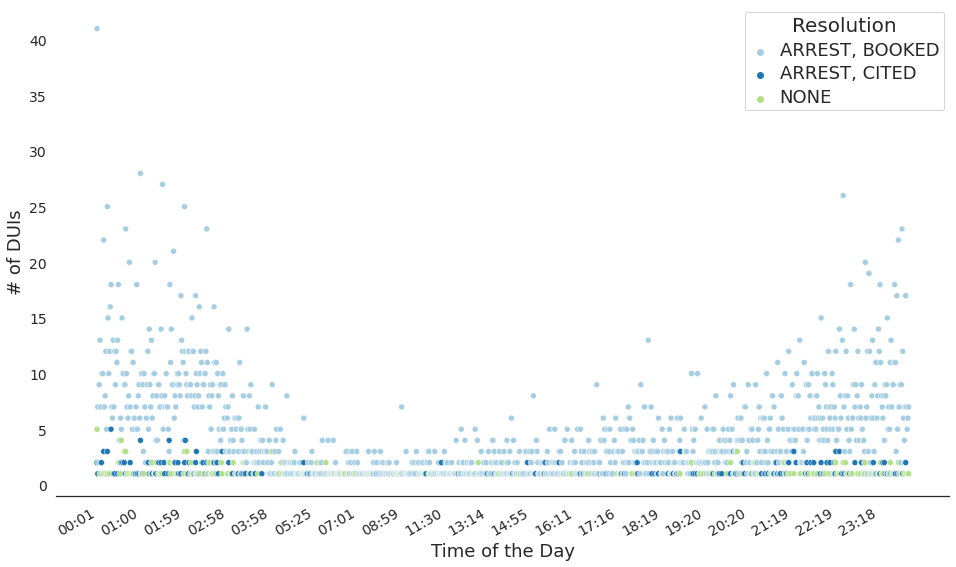 Resolution
ARREST, BOOKED
ARREST, CITED
NONE
# of DUIs
40
35
30
25
20
15
10
5
0
00:01 01:00 01:59 02:58 03:58 05:25 07:01 08:59 11:30 13:14 14:55 16:11 17:16 18:19 19:20 20:20 21:19 22:19 23:18
Time of the Day